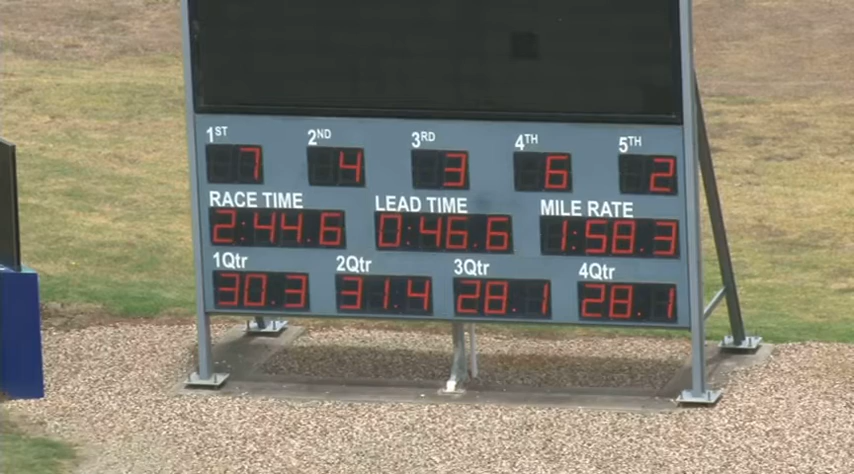 1ST 2ND 3RD 4TH 5TH
7 4 3 6 2
RACE TIME LEAD TIME MILE RATE
2:44.6 0:46.6 1:58.3
1Qtr 2Qtr 3Qtr 4Qtr
30.3 31.4 28.1 28.1